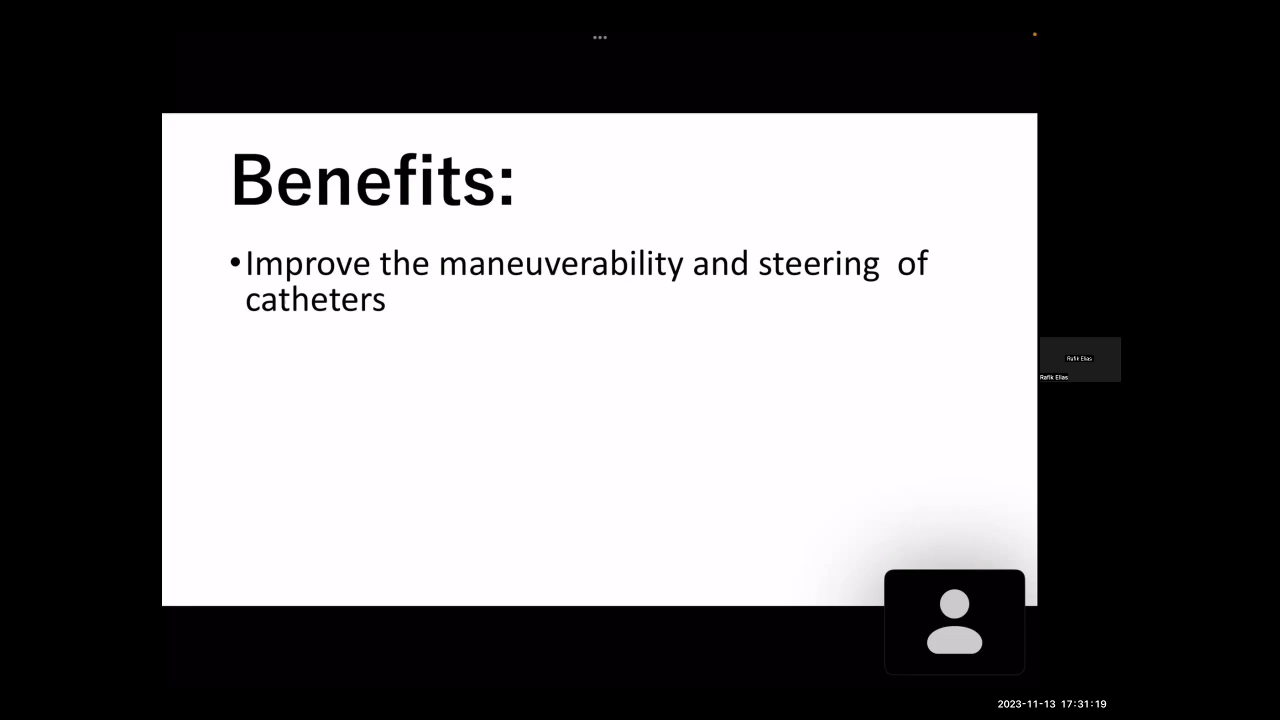 Benefits:
•Improve the maneuverability and steering  of
catheters
Rafik Elias
Rafik Elias
2023-11-13 17:31:19